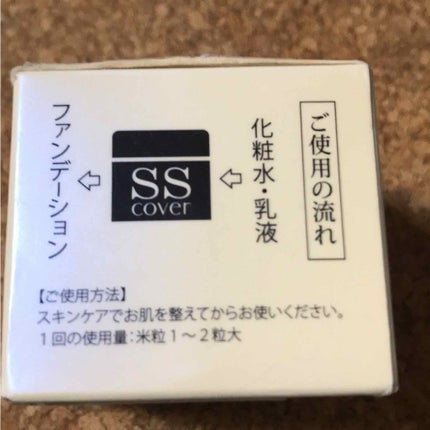 ご使用の流れ
化粧水・乳液
⇦
SS
cover
⇦
ファンデーション
【ご使用方法】
スキンケアでお肌を整えてからお使いください。
1回の使用量:米粒1〜2粒大